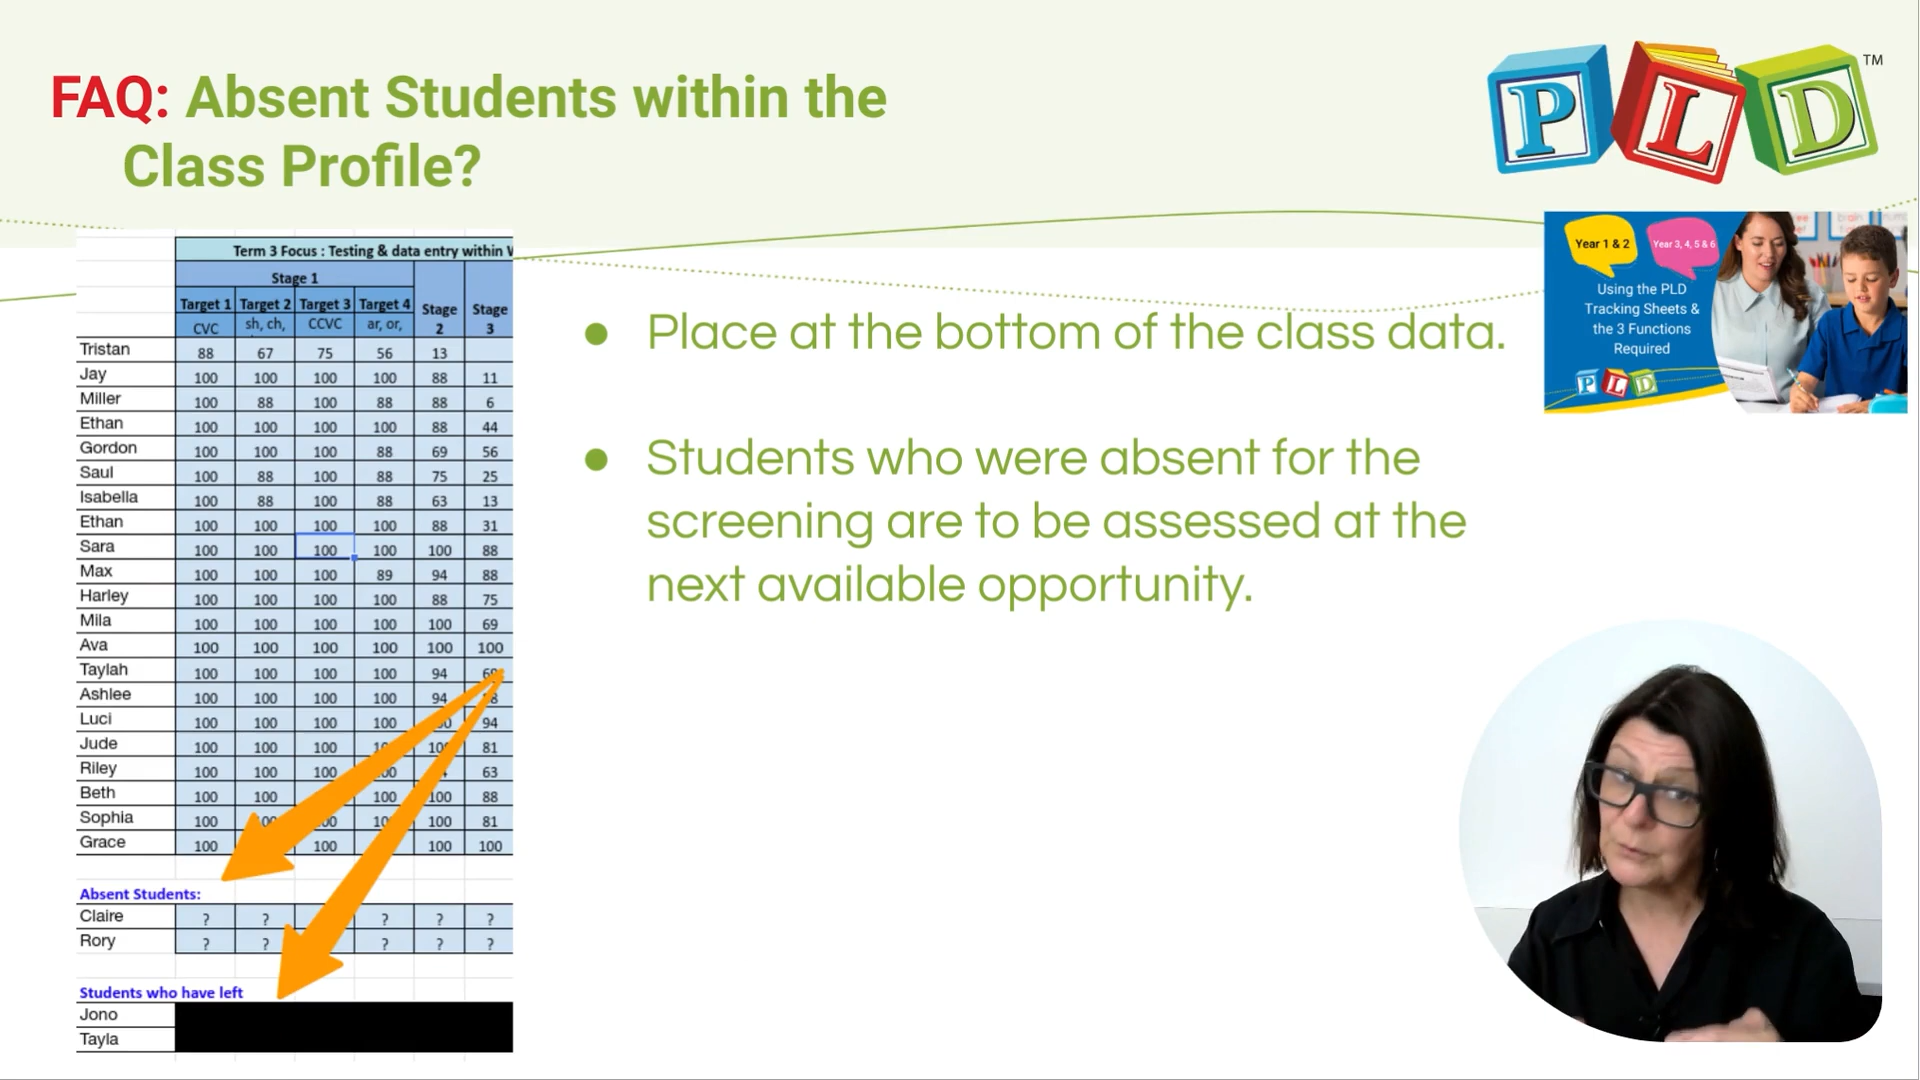 FAQ: Absent Students within the
Class Profile?
P L D
TM
Year 1 & 2
Year 3, 4, 5 & 6
Using the PLD
Tracking Sheets &
the 3 Functions
Required
PLD
Term 3 Focus : Testing & data entry within
Stage 1
Target 1 Target 2 Target 3 Target 4 Stage 2 Stage 3
CVC sh, ch, CCVC ar, or,
Tristan 88 67 75 56 13
Jay 100 100 100 100 88 11
Miller 100 88 100 88 88 6
Ethan 100 100 100 100 88 44
Gordon 100 100 100 88 69 56
Saul 100 88 100 88 75 25
Isabella 100 88 100 88 63 13
Ethan 100 100 100 100 88 31
Sara 100 100 100 100 100 88
Max 100 100 100 89 94 88
Harley 100 100 100 100 88 75
Mila 100 100 100 100 100 69
Ava 100 100 100 100 100 100
Taylah 100 100 100 100 94
Ashlee 100 100 100 100 94
Luci 100 100 100 100 94
Jude 100 100 100 81
Riley 100 100 100 63
Beth 100 100 100 100 88
Sophia 100 100 81
Grace 100 100 100 100
Absent Students:
Claire ? ? ? ? ?
Rory ? ? ? ? ?
Students who have left
Jono
Tayla
● Place at the bottom of the class data.
● Students who were absent for the
screening are to be assessed at the
next available opportunity.